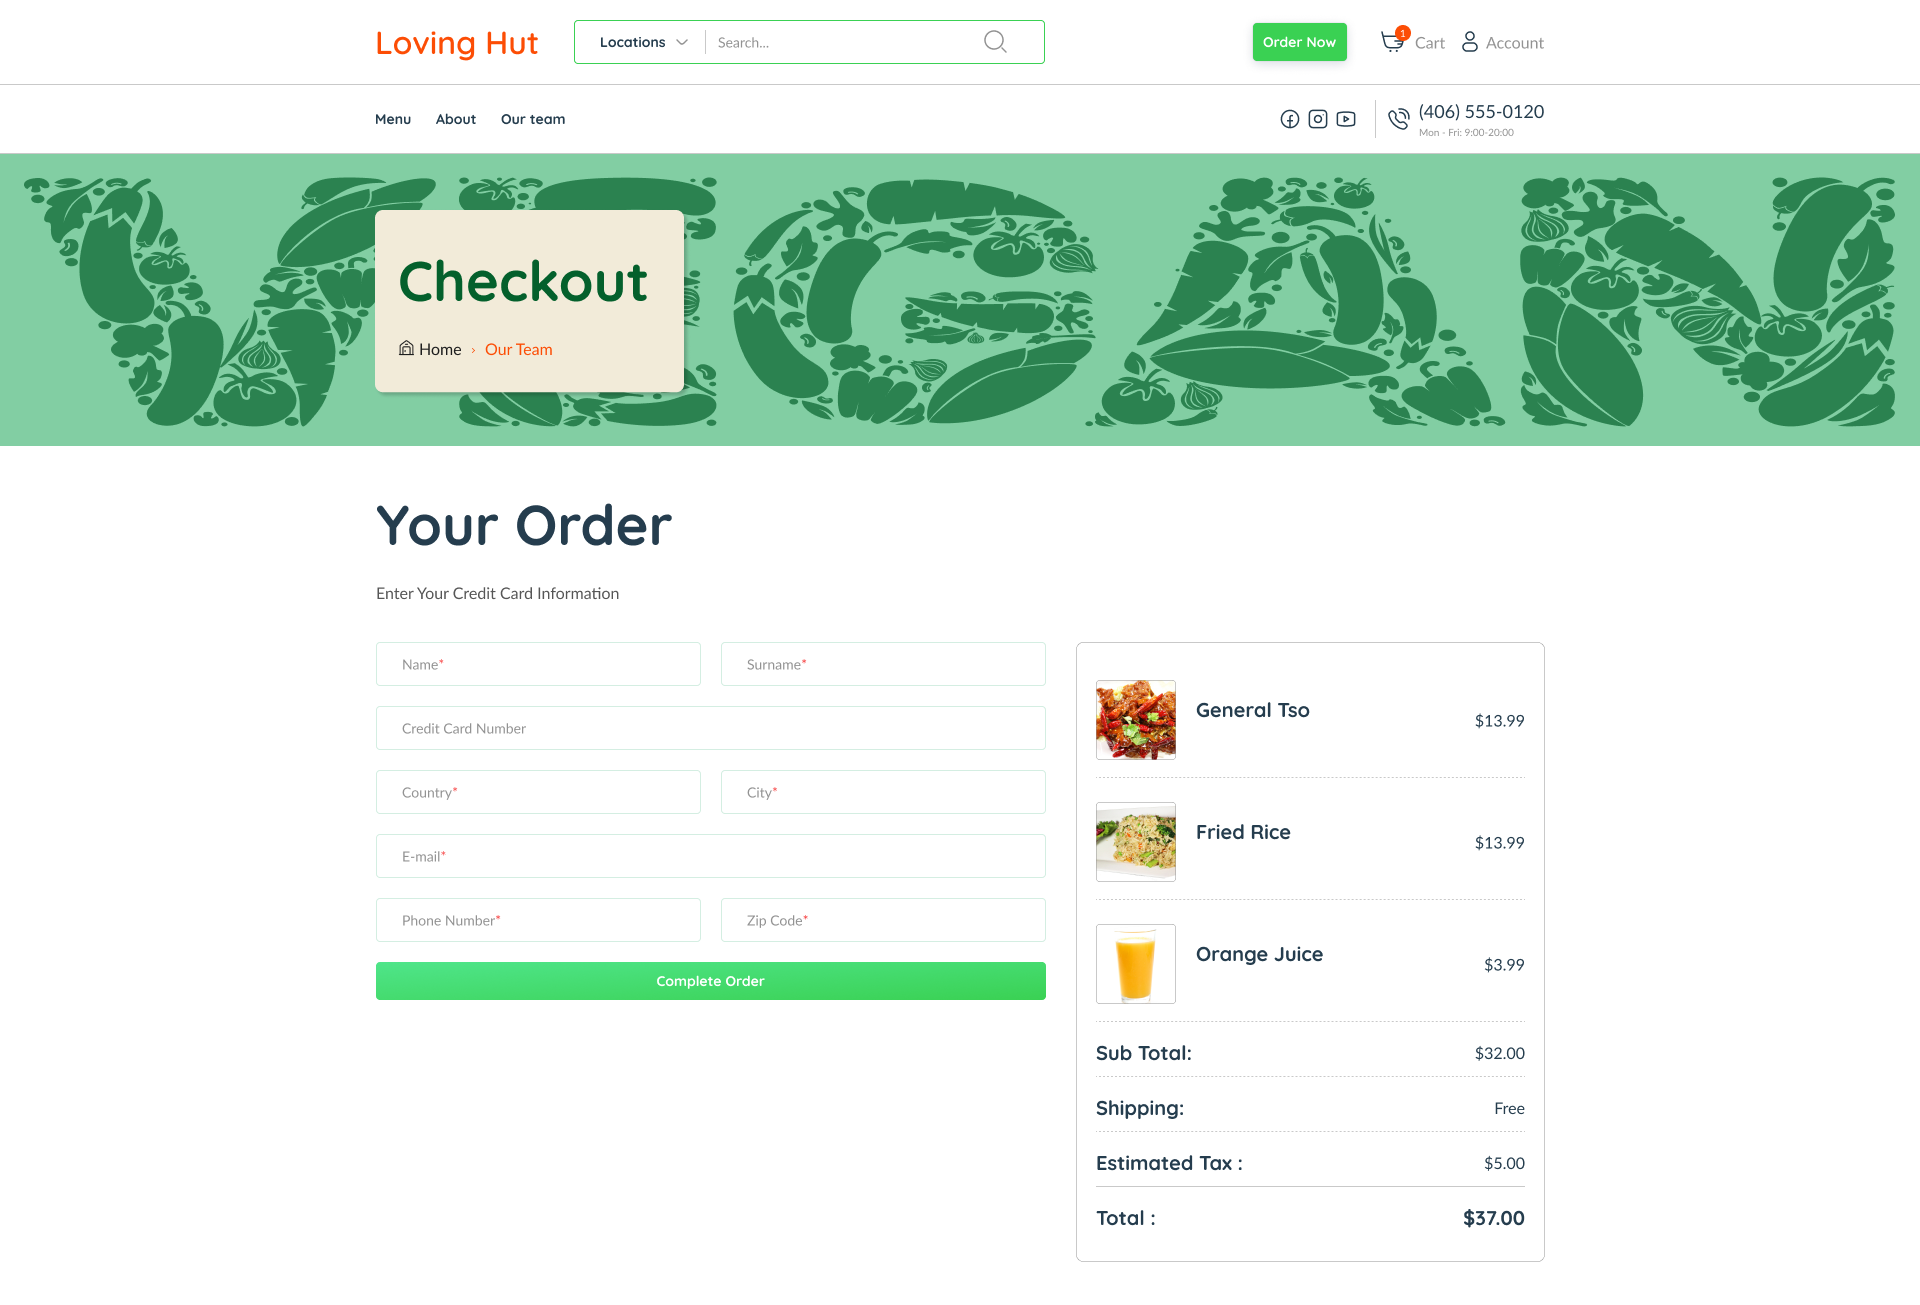 Loving Hut
Locations
Search...
Order Now
1
Cart
Account
Menu
About
Our team
(406) 555-0120
Mon - Fri: 9:00-20:00
VEGAN
Checkout
Home › Our Team
Your Order
Enter Your Credit Card Information
Name*
Surname*
Credit Card Number
Country*
City*
E-mail*
Phone Number*
Zip Code*
Complete Order
General Tso
$13.99
Fried Rice
$13.99
Orange Juice
$3.99
Sub Total:
$32.00
Shipping:
Free
Estimated Tax :
$5.00
Total :
$37.00